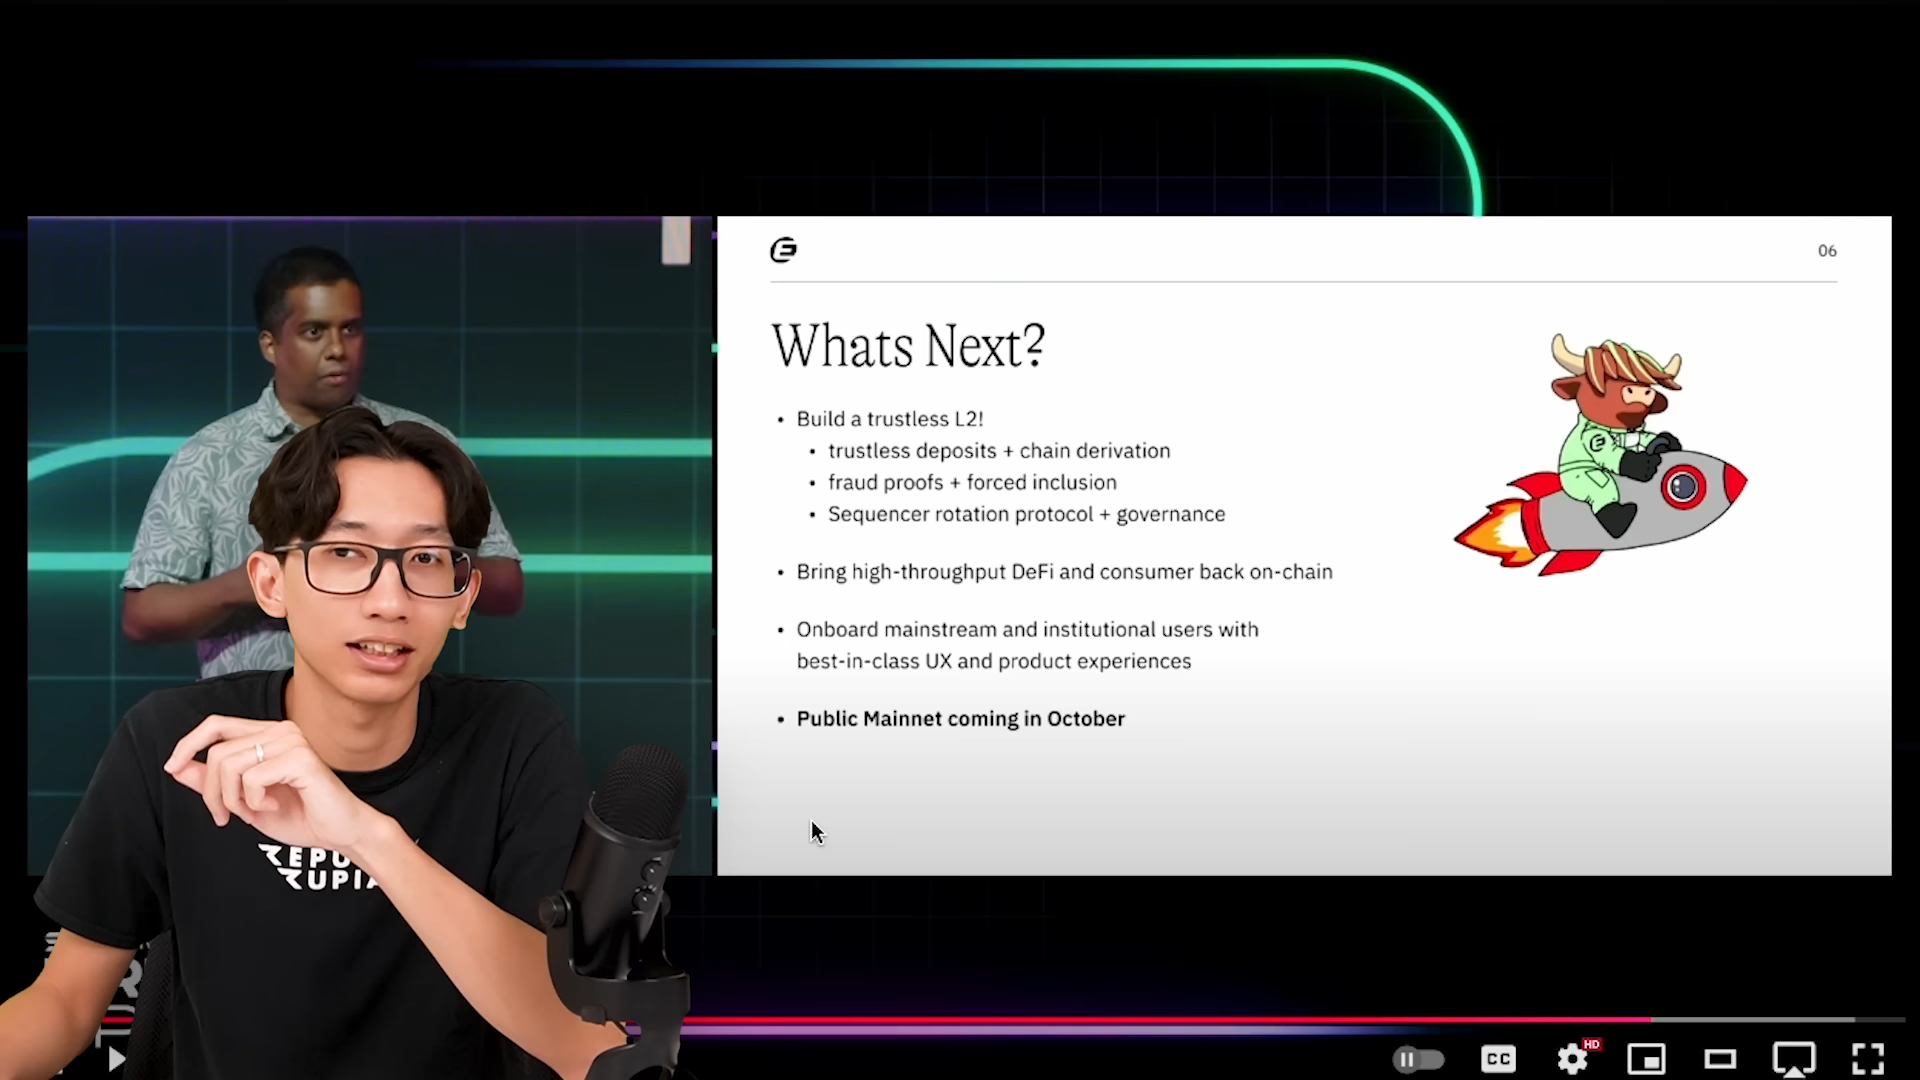 06
Whats Next?
• Build a trustless L2!
• trustless deposits + chain derivation
• fraud proofs + forced inclusion
• Sequencer rotation protocol + governance
• Bring high-throughput DeFi and consumer back on-chain
• Onboard mainstream and institutional users with
best-in-class UX and product experiences
• Public Mainnet coming in October
HD
CC